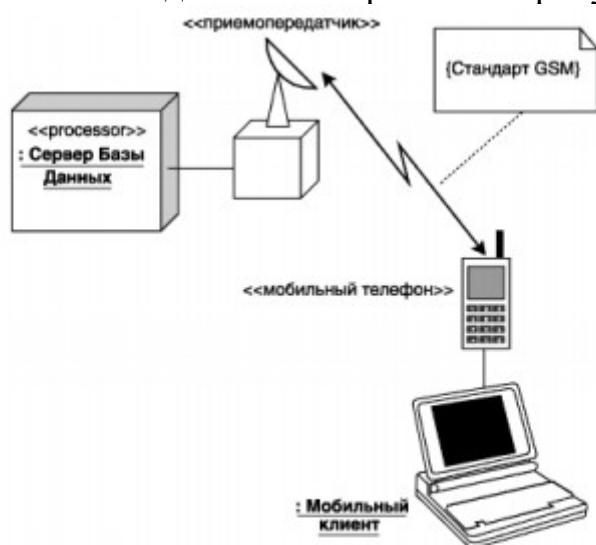 <<приемопередатчик>>
{Стандарт GSM}
<<processor>>
: Сервер Базы
Данных
<<мобильный телефон>>
: Мобильный
клиент